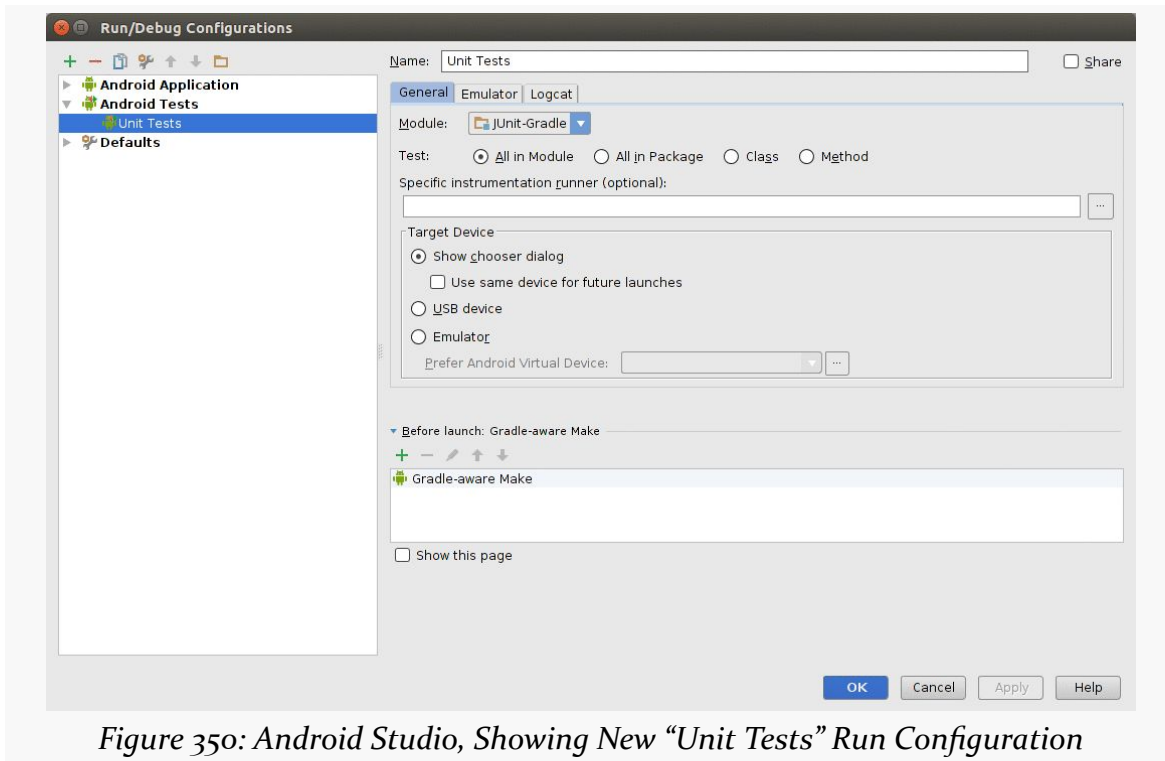 Run/Debug Configurations
Android Application
Android Tests
Unit Tests
Defaults
Name: Unit Tests
Share
General Emulator Logcat
Module: JUnit-Gradle
Test: All in Module All in Package Class Method
Specific instrumentation runner (optional):
...
Target Device
Show chooser dialog
Use same device for future launches
USB device
Emulator
Prefer Android Virtual Device: ...
Before launch: Gradle-aware Make
Gradle-aware Make
Show this page
OK Cancel Apply Help
Figure 350: Android Studio, Showing New “Unit Tests” Run Configuration